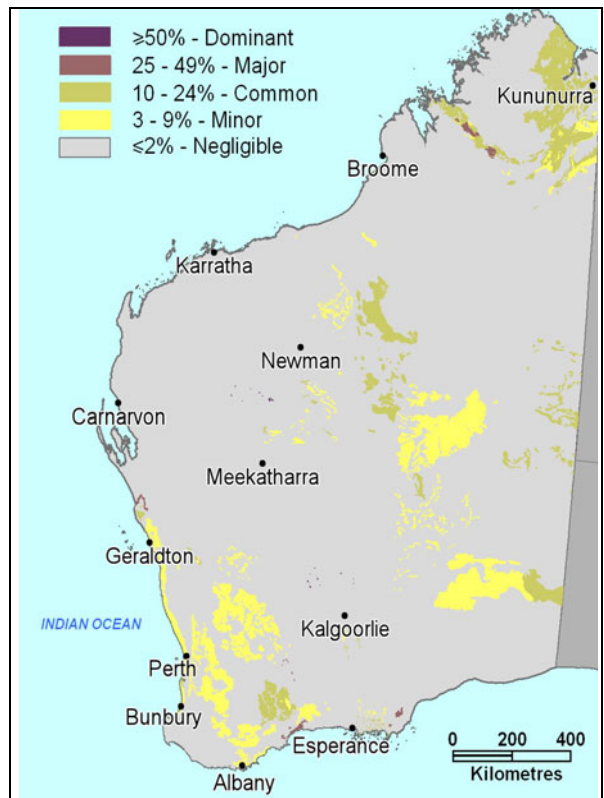 ≥50% - Dominant
25 - 49% - Major
10 - 24% - Common
3 - 9% - Minor
≤2% - Negligible
Kununurra
Broome
Karratha
Newman
Carnarvon
Meekatharra
Geraldton
INDIAN OCEAN
Kalgoorlie
Perth
Bunbury
Esperance
Albany
0 200 400
Kilometres